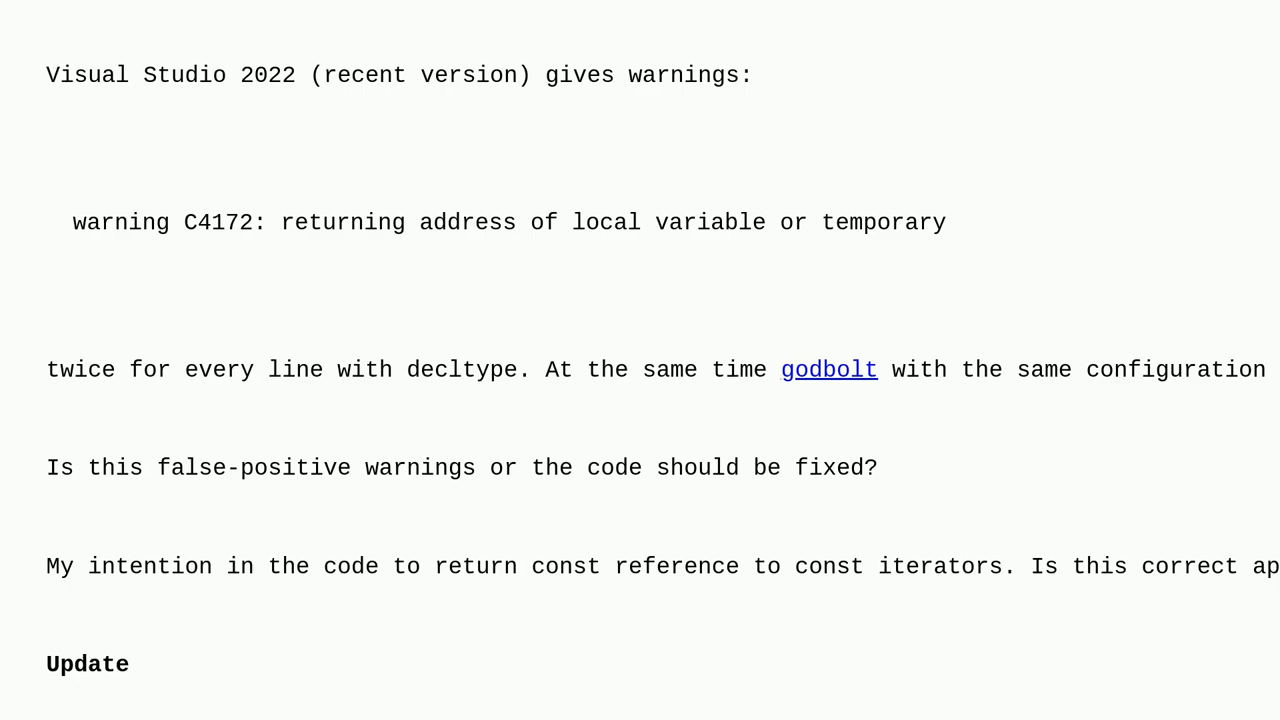 Visual Studio 2022 (recent version) gives warnings:
warning C4172: returning address of local variable or temporary
twice for every line with decltype. At the same time godbolt with the same configuration
Is this false-positive warnings or the code should be fixed?
My intention in the code to return const reference to const iterators. Is this correct ap
Update